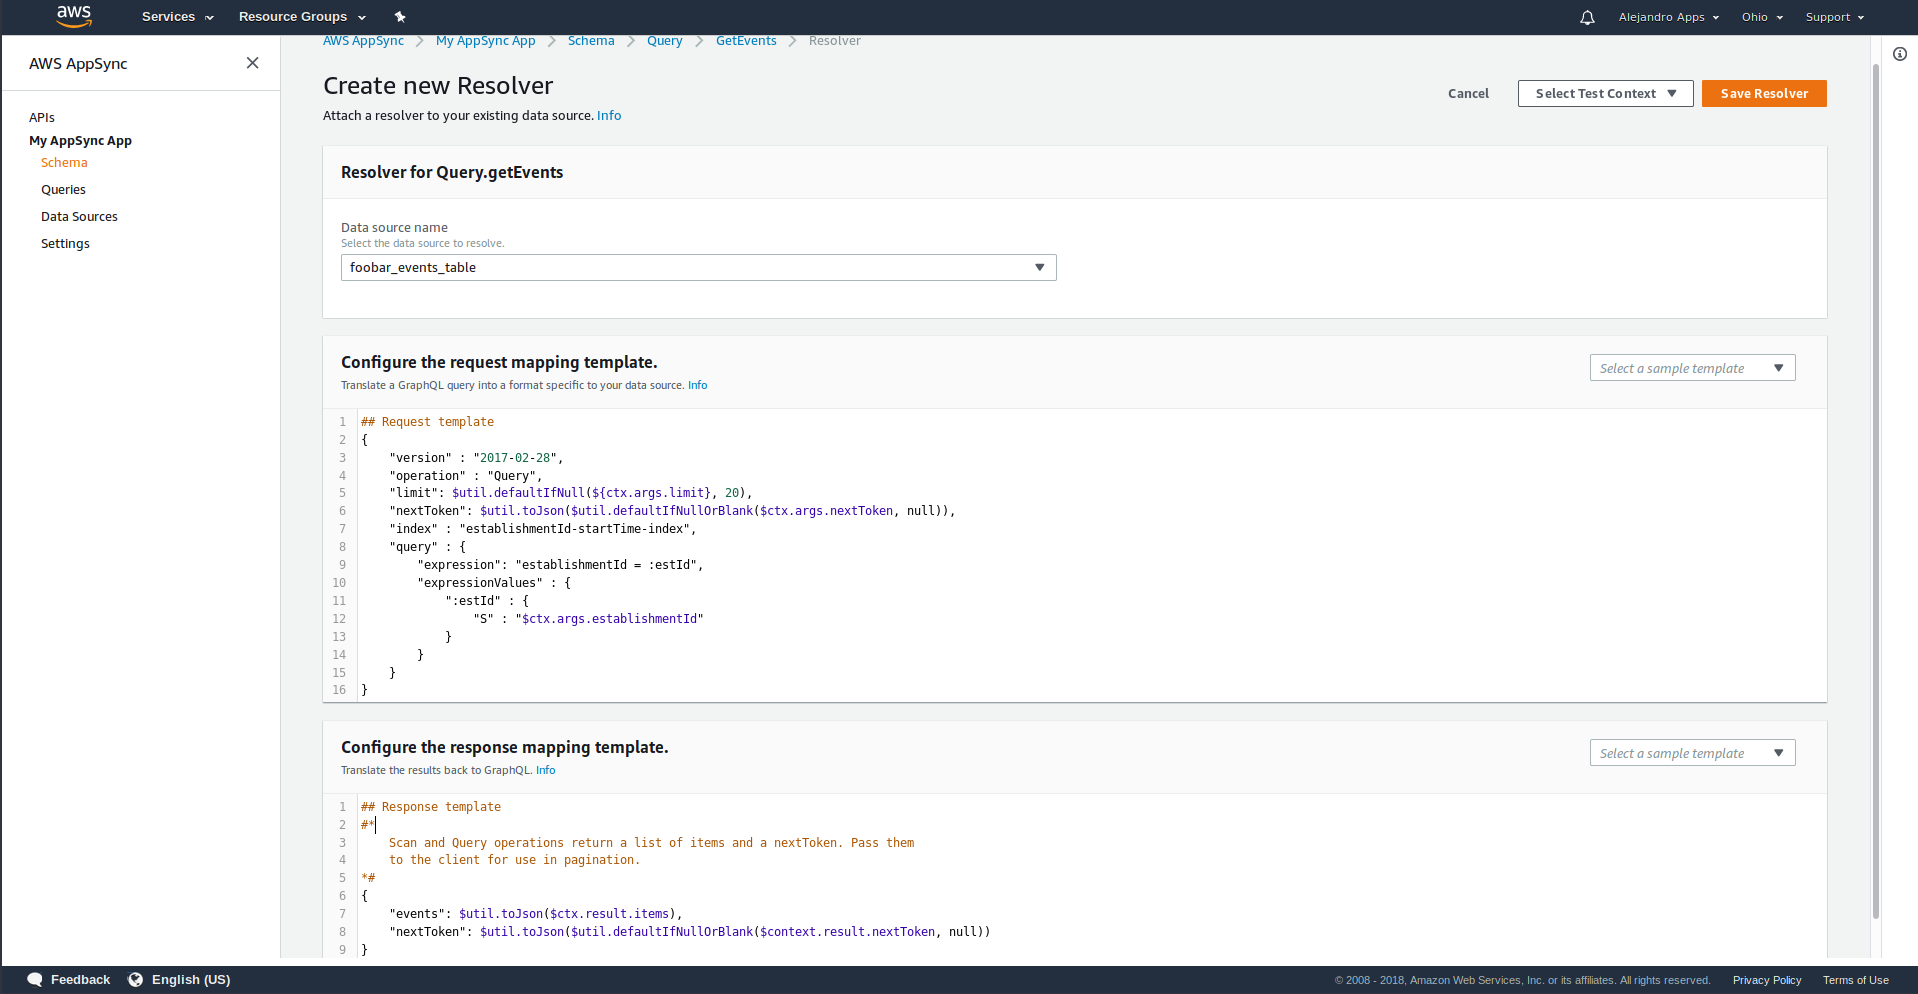 aws
Services
Resource Groups
Alejandro Apps
Ohio
Support
AWS AppSync
My AppSync App
Schema
Query
GetEvents
Resolver
AWS AppSync
APIs
My AppSync App
Schema
Queries
Data Sources
Settings
Create new Resolver
Attach a resolver to your existing data source. Info
Cancel
Select Test Context
Save Resolver
Resolver for Query.getEvents
Data source name
Select the data source to resolve.
foobar_events_table
Configure the request mapping template.
Translate a GraphQL query into a format specific to your data source. Info
Select a sample template
1 ## Request template
2 {
3     "version" : "2017-02-28",
4     "operation" : "Query",
5     "limit": $util.defaultIfNull(${ctx.args.limit}, 20),
6     "nextToken": $util.toJson($util.defaultIfNullOrBlank($ctx.args.nextToken, null)),
7     "index" : "establishmentId-startTime-index",
8     "query" : {
9         "expression": "establishmentId = :estId",
10         "expressionValues" : {
11             ":estId" : {
12                 "S" : "$ctx.args.establishmentId"
13             }
14         }
15     }
16 }
Configure the response mapping template.
Translate the results back to GraphQL. Info
Select a sample template
1 ## Response template
2 #*
3     Scan and Query operations return a list of items and a nextToken. Pass them
4     to the client for use in pagination.
5 *#
6 {
7     "events": $util.toJson($ctx.result.items),
8     "nextToken": $util.toJson($util.defaultIfNullOrBlank($context.result.nextToken, null))
9 }
Feedback
English (US)
© 2008 - 2018, Amazon Web Services, Inc. or its affiliates. All rights reserved.
Privacy Policy
Terms of Use